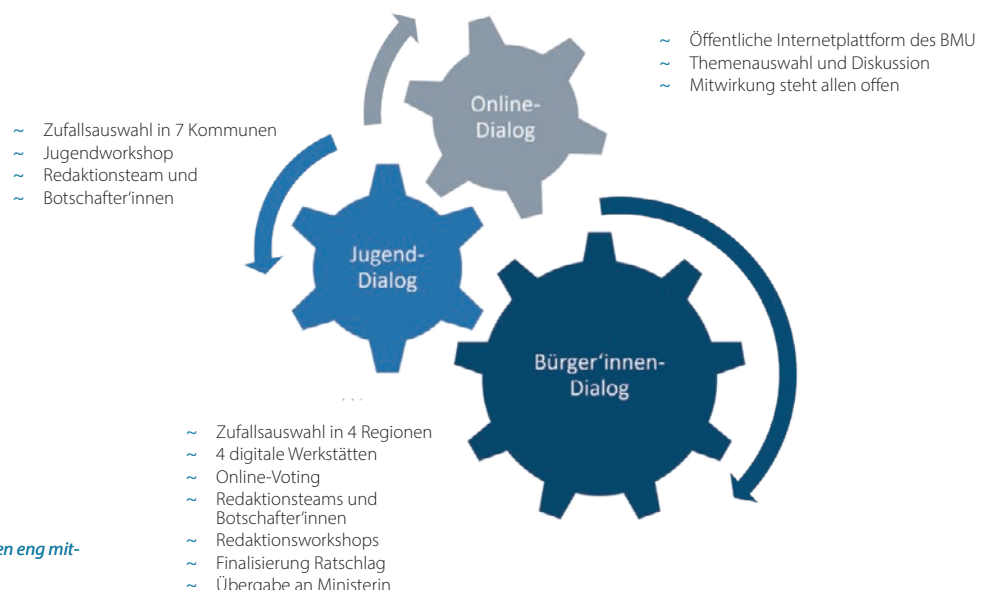 ~ Öffentliche Internetplattform des BMU
~ Themenauswahl und Diskussion
~ Mitwirkung steht allen offen
Online-
Dialog
~ Zufallsauswahl in 7 Kommunen
~ Jugendworkshop
~ Redaktionsteam und
~ Botschafter‘innen
Jugend-
Dialog
Bürger‘innen-
Dialog
. . .
~ Zufallsauswahl in 4 Regionen
~ 4 digitale Werkstätten
~ Online-Voting
~ Redaktionsteams und
Botschafter‘innen
~ Redaktionsworkshops
~ Finalisierung Ratschlag
~ Übergabe an Ministerin
en eng mit-